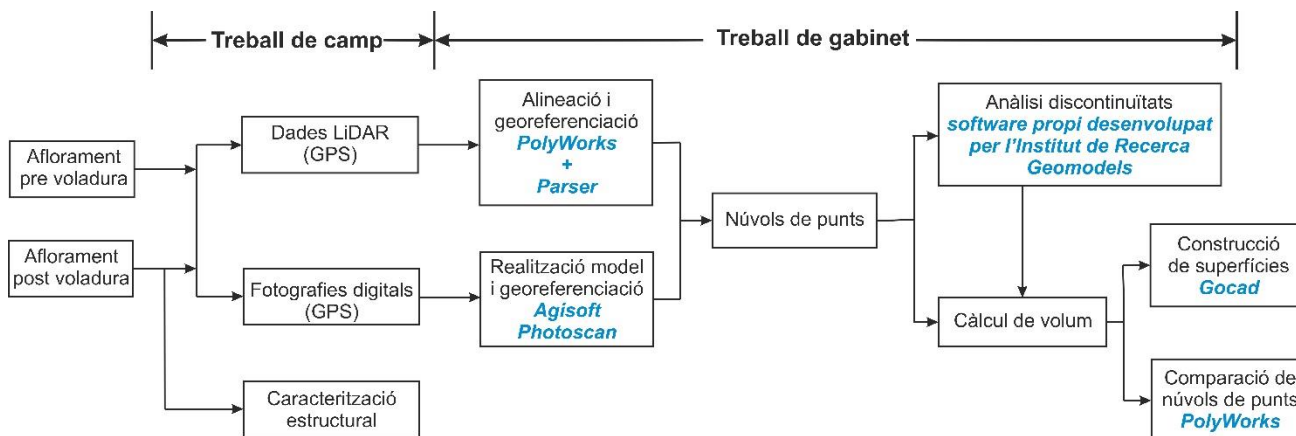 Treball de camp
Treball de gabinet
Aflorament
pre voladura
Aflorament
post voladura
Dades LiDAR
(GPS)
Fotografies digitals
(GPS)
Caracterització
estructural
Alineació i
georeferenciació
PolyWorks
+
Parser
Realització model
i georeferenciació
Agisoft
Photoscan
Núvols de punts
Anàlisi discontinuïtats
software propi desenvolupat
per l'Institut de Recerca
Geomodels
Càlcul de volum
Construcció
de superfícies
Gocad
Comparació de
núvols de punts
PolyWorks